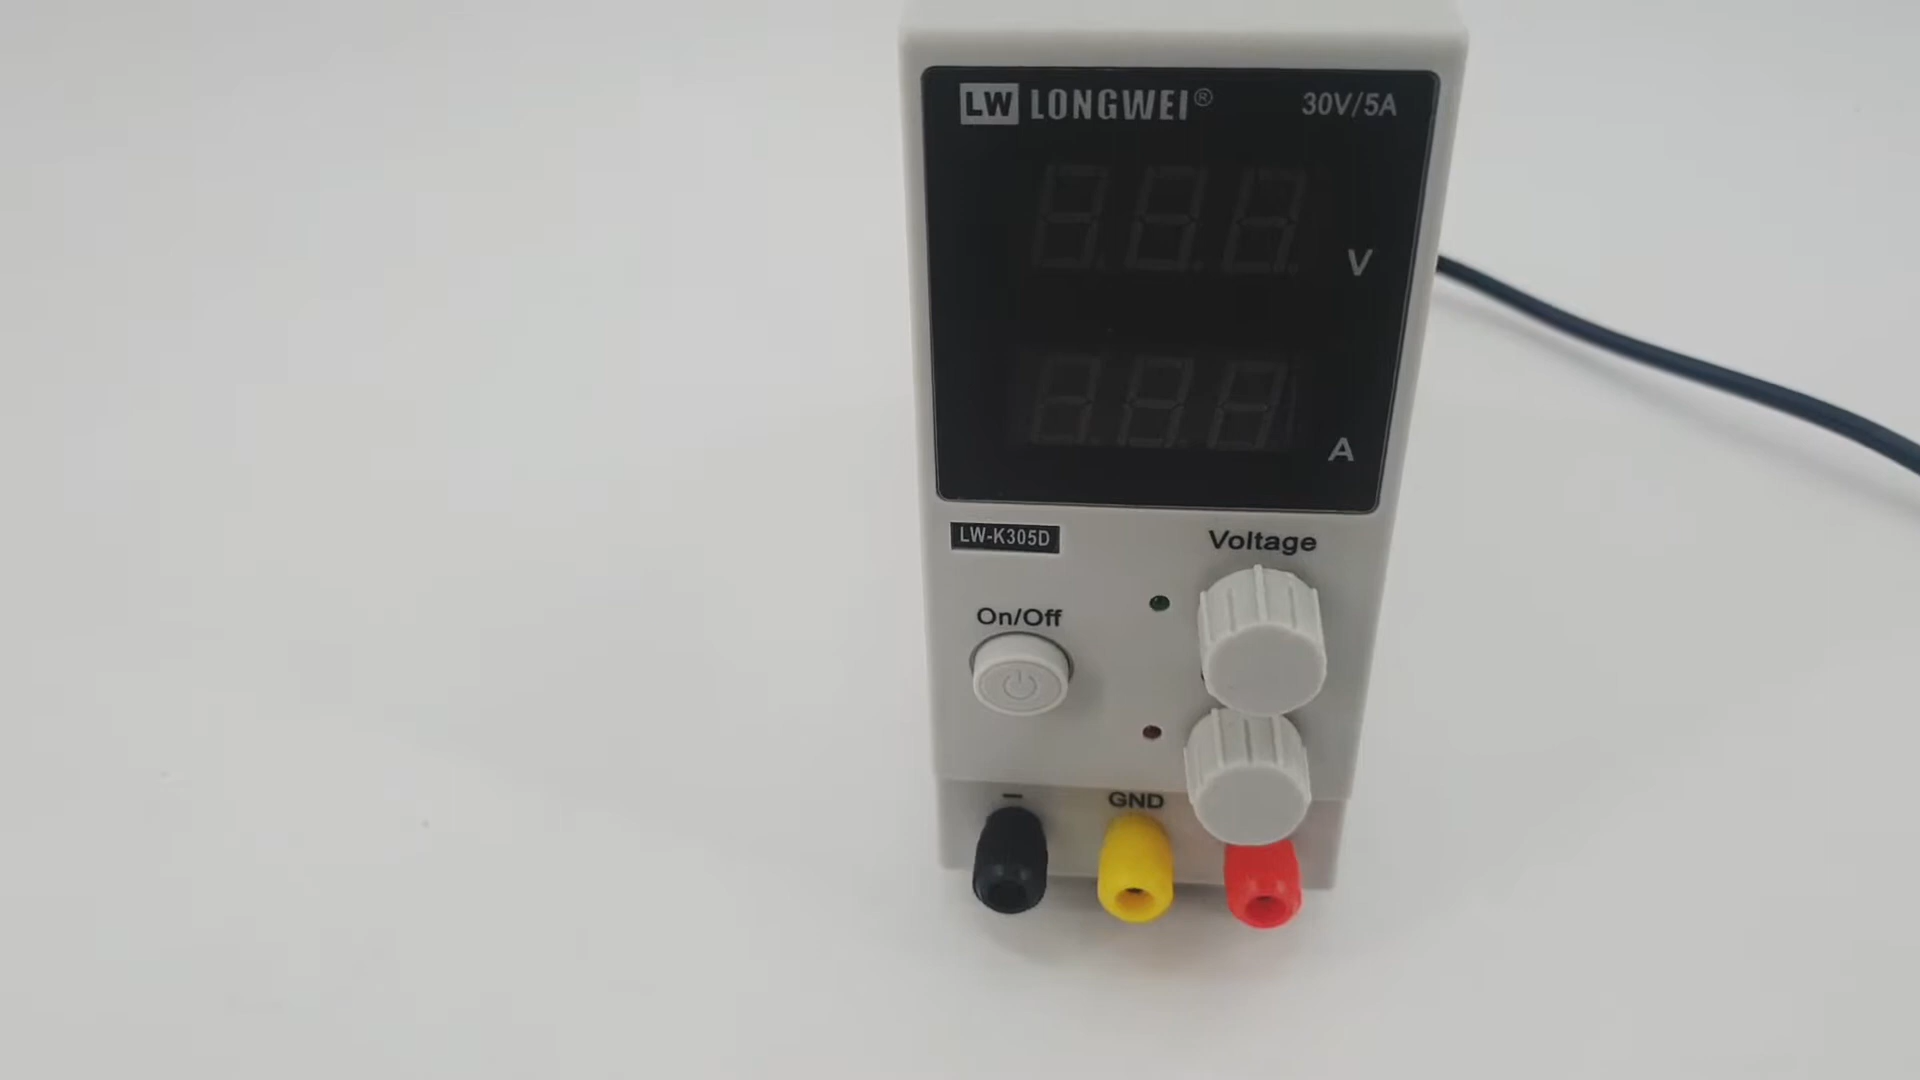 LW LONGWEI® 30V/5A
V
A
LW-K305D
Voltage
On/Off
— GND